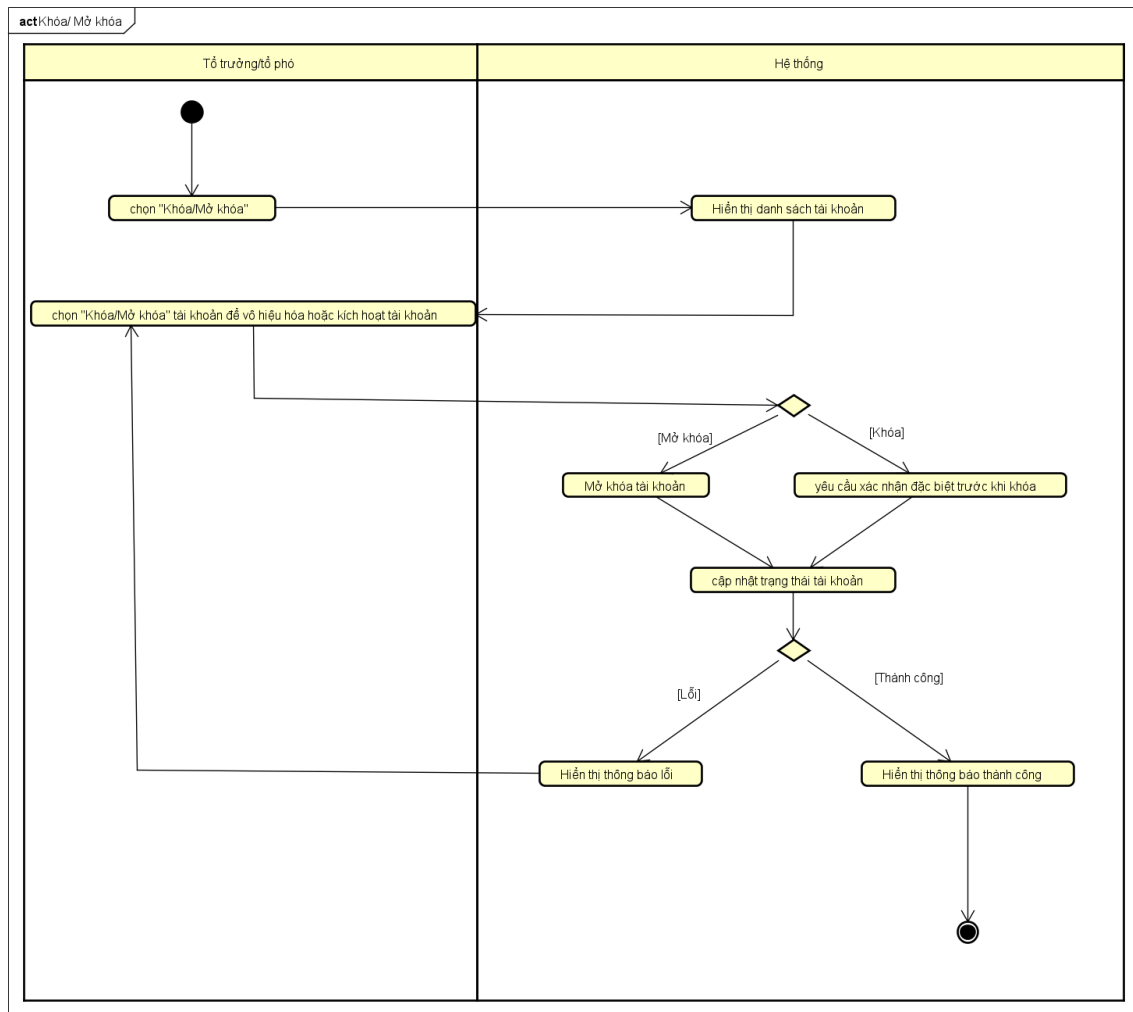 act Khóa/ Mở khóa
Tổ trưởng/tổ phó
Hệ thống
chọn "Khóa/Mở khóa"
Hiển thị danh sách tài khoản
chọn "Khóa/Mở khóa" tài khoản để vô hiệu hóa hoặc kích hoạt tài khoản
[Mở khóa]
[Khóa]
Mở khóa tài khoản
yêu cầu xác nhận đặc biệt trước khi khóa
cập nhật trạng thái tài khoản
[Lỗi]
[Thành công]
Hiển thị thông báo lỗi
Hiển thị thông báo thành công